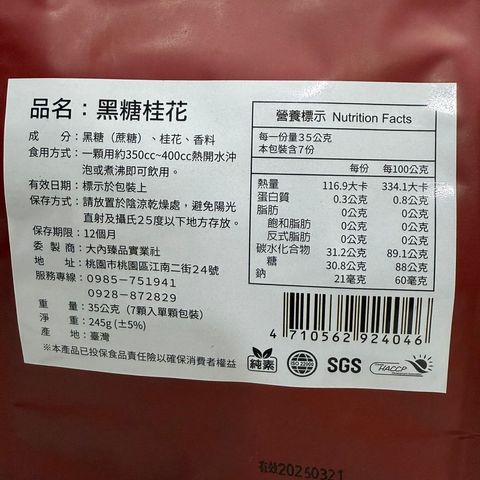 品名：黑糖桂花
成　分：黑糖（蔗糖）、桂花、香料
食用方式：一顆用約350cc~400cc熱開水沖
泡或煮沸即可飲用。
有效日期：標示於包裝上
保存方式：請放置於陰涼乾燥處，避免陽光
直射及攝氏25度以下地方存放。
保存期限：12個月
委 製 商：大內臻品實業社
地　址：桃園市桃園區江南二街24號
服務專線：0985-751941
0928-872829
重　量：35公克（7顆入單顆包裝）
淨　重：245g (±5%)
產　地：臺灣
※本產品已投保食品責任險以確保消費者權益
營養標示 Nutrition Facts
每一份量35公克
本包裝含7份
每份 每100公克
熱量 116.9大卡 334.1大卡
蛋白質 0.3公克 0.8公克
脂肪 0公克 0公克
飽和脂肪 0公克 0公克
反式脂肪 0公克 0公克
碳水化合物 31.2公克 89.1公克
糖 30.8公克 88公克
鈉 21毫克 60毫克
4 710562 924046
純素
ISO 22000
SGS
HACCP
有效20260321